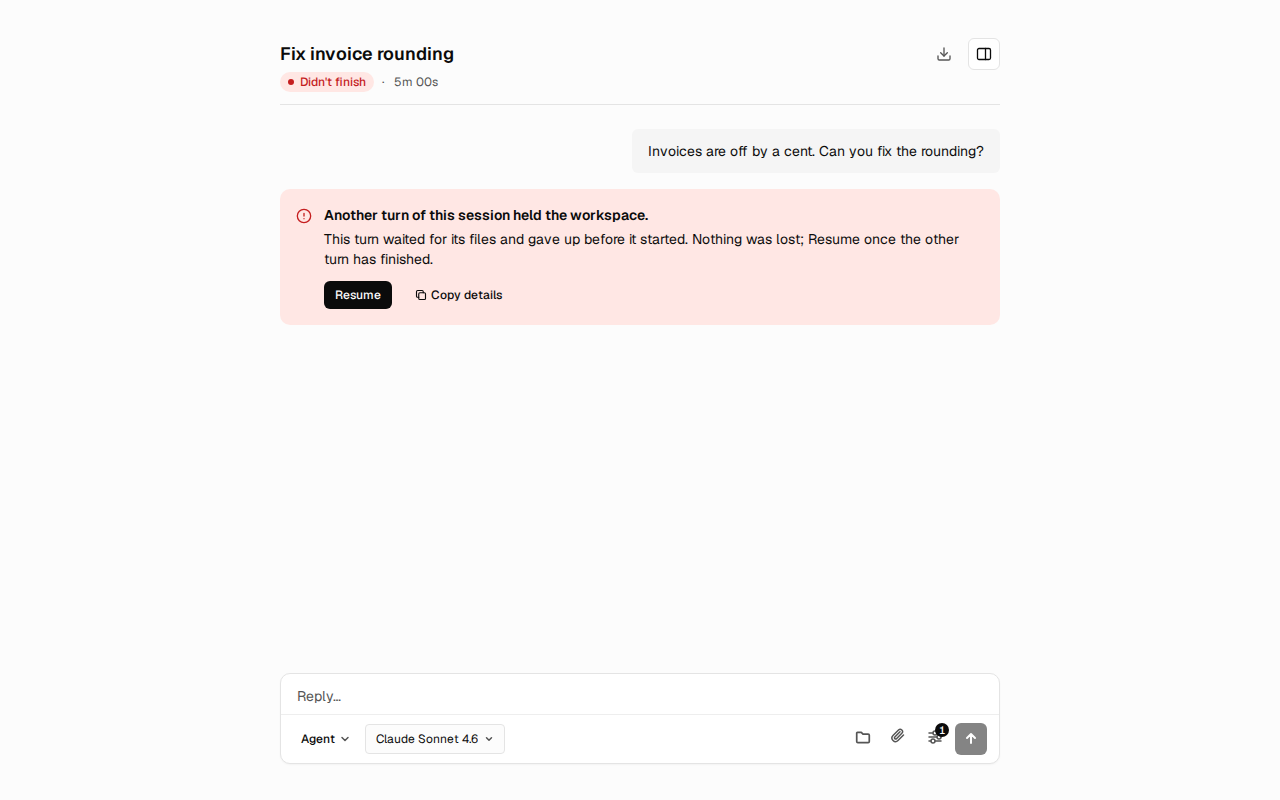 Fix invoice rounding
Didn't finish · 5m 00s
Invoices are off by a cent. Can you fix the rounding?
Another turn of this session held the workspace.
This turn waited for its files and gave up before it started. Nothing was lost; Resume once the other
turn has finished.
Resume Copy details
Reply...
Agent Claude Sonnet 4.6 1